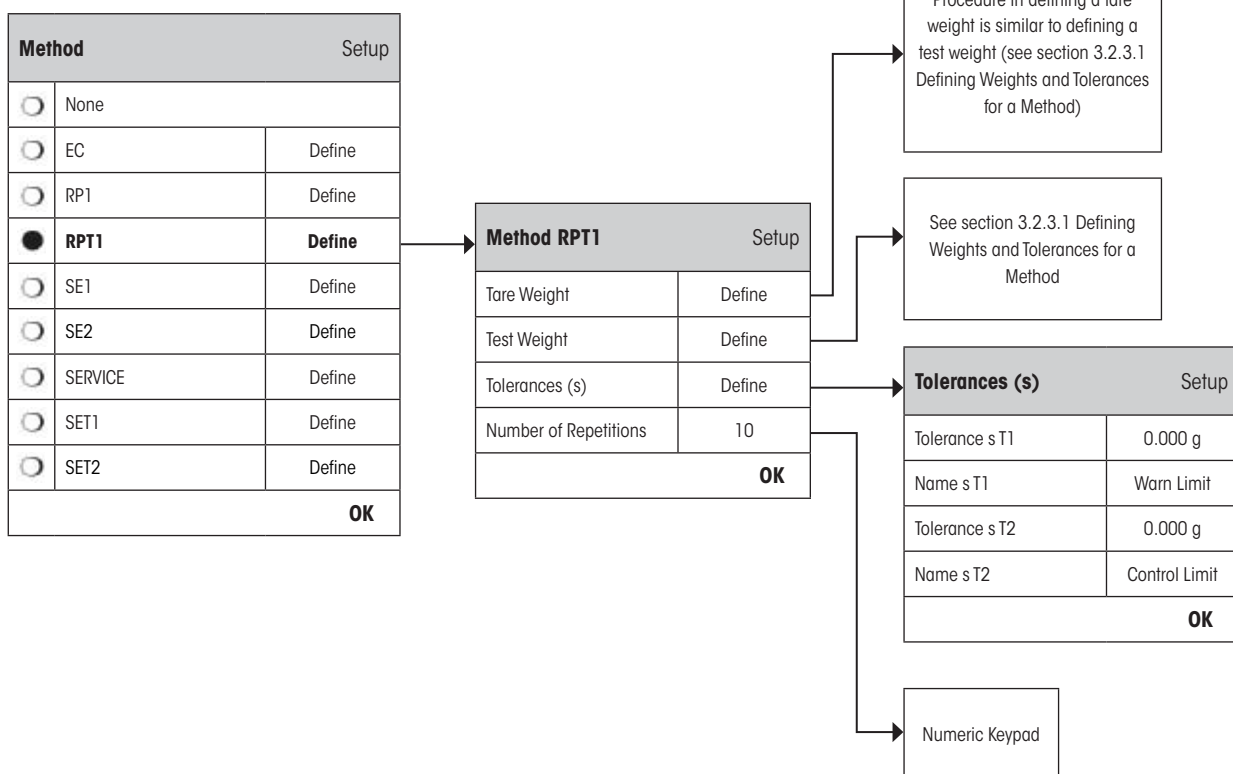 Method Setup
None
EC Define
RP1 Define
RPT1 Define
SE1 Define
SE2 Define
SERVICE Define
SET1 Define
SET2 Define
OK
Method RPT1 Setup
Tare Weight Define
Test Weight Define
Tolerances (s) Define
Number of Repetitions 10
OK
Procedure in defining a tare
weight is similar to defining a
test weight (see section 3.2.3.1
Defining Weights and Tolerances
for a Method)
See section 3.2.3.1 Defining
Weights and Tolerances for a
Method
Tolerances (s) Setup
Tolerance s T1 0.000 g
Name s T1 Warn Limit
Tolerance s T2 0.000 g
Name s T2 Control Limit
OK
Numeric Keypad